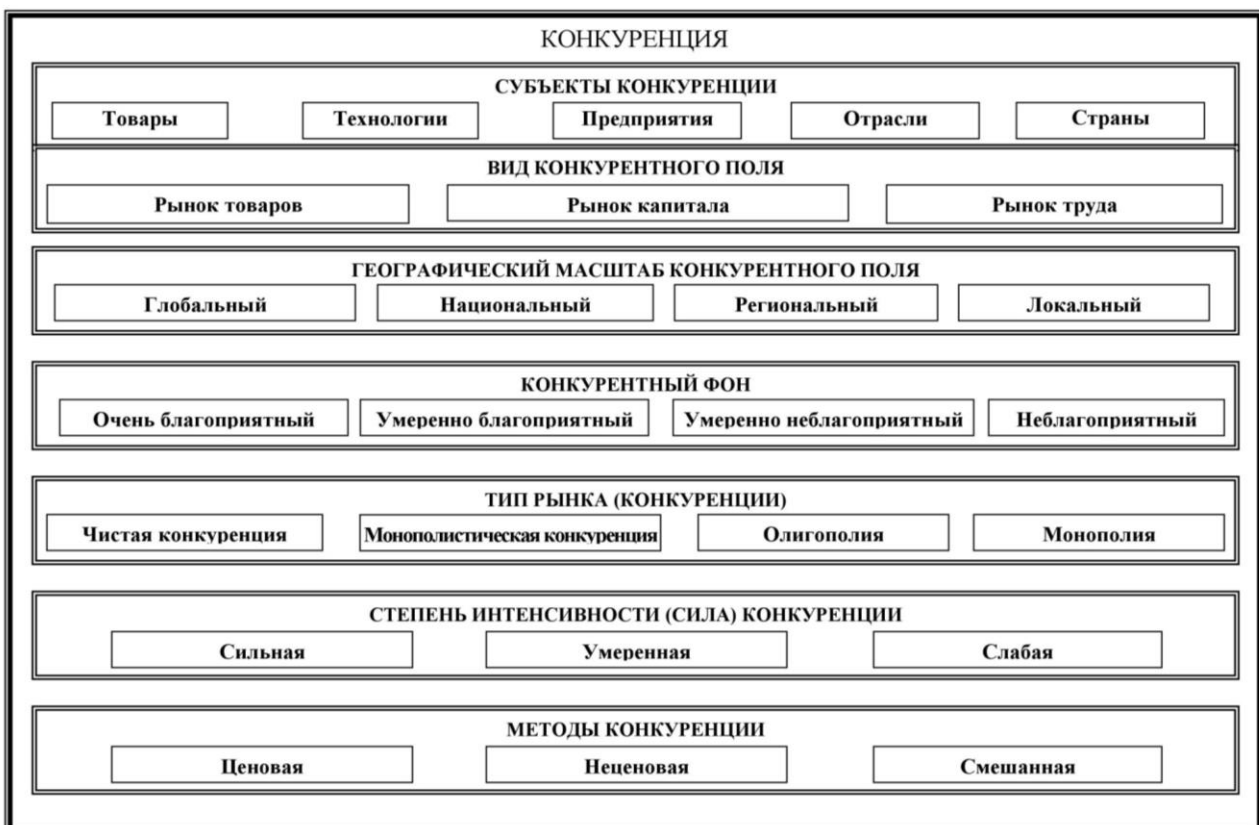 КОНКУРЕНЦИЯ
СУБЪЕКТЫ КОНКУРЕНЦИИ
Товары Технологии Предприятия Отрасли Страны
ВИД КОНКУРЕНТНОГО ПОЛЯ
Рынок товаров Рынок капитала Рынок труда
ГЕОГРАФИЧЕСКИЙ МАСШТАБ КОНКУРЕНТНОГО ПОЛЯ
Глобальный Национальный Региональный Локальный
КОНКУРЕНТНЫЙ ФОН
Очень благоприятный Умеренно благоприятный Умеренно неблагоприятный Неблагоприятный
ТИП РЫНКА (КОНКУРЕНЦИИ)
Чистая конкуренция Монополистическая конкуренция Олигополия Монополия
СТЕПЕНЬ ИНТЕНСИВНОСТИ (СИЛА) КОНКУРЕНЦИИ
Сильная Умеренная Слабая
МЕТОДЫ КОНКУРЕНЦИИ
Ценовая Неценовая Смешанная